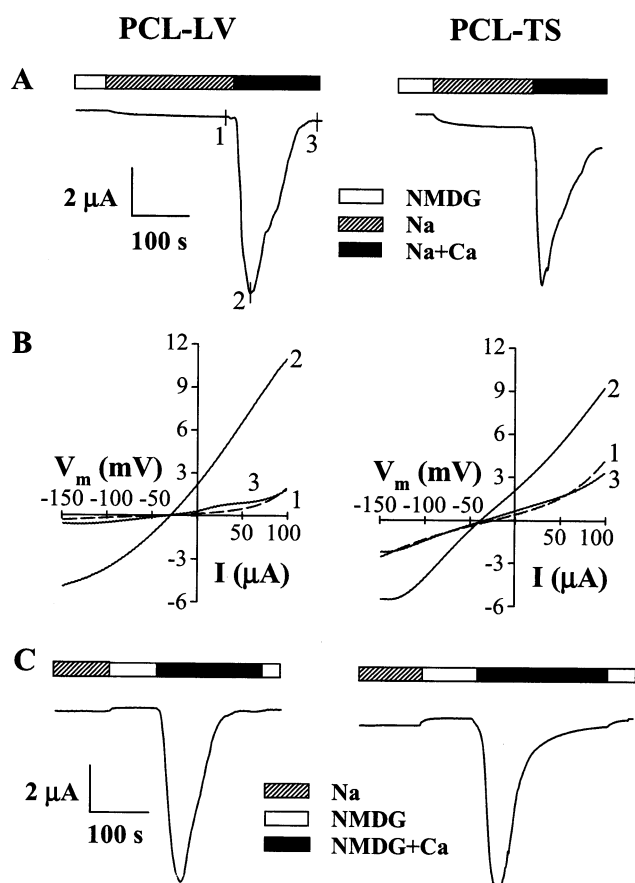 PCL-LV
PCL-TS
A
1
3
2 μA
100 s
2
NMDG
Na
Na+Ca
B
12
9
6
3
-3
-6
Vm (mV)
-150 -100 -50
50 100
I (μA)
2
3
1
12
9
6
3
-3
-6
Vm (mV)
-150 -100 -50
50 100
I (μA)
2
1
3
C
2 μA
100 s
Na
NMDG
NMDG+Ca